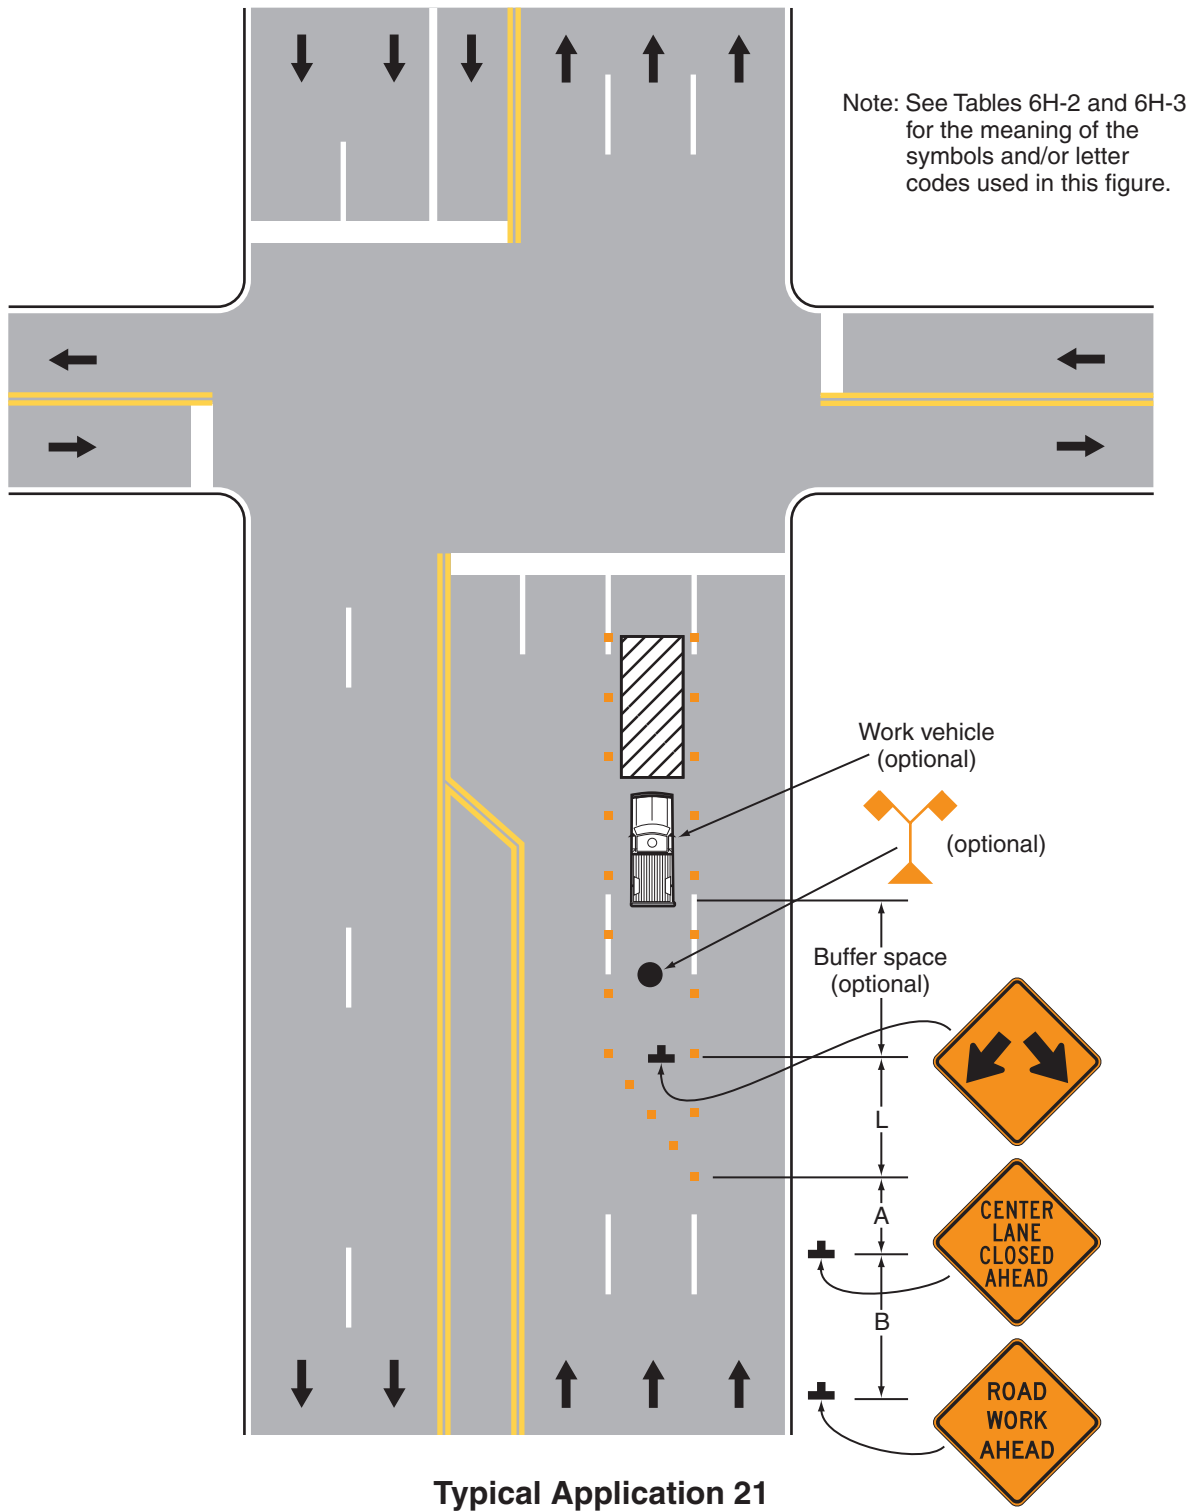 Note: See Tables 6H-2 and 6H-3
for the meaning of the
symbols and/or letter
codes used in this figure.
Work vehicle
(optional)
(optional)
Buffer space
(optional)
L
A
CENTER
LANE
CLOSED
AHEAD
B
ROAD
WORK
AHEAD
Typical Application 21